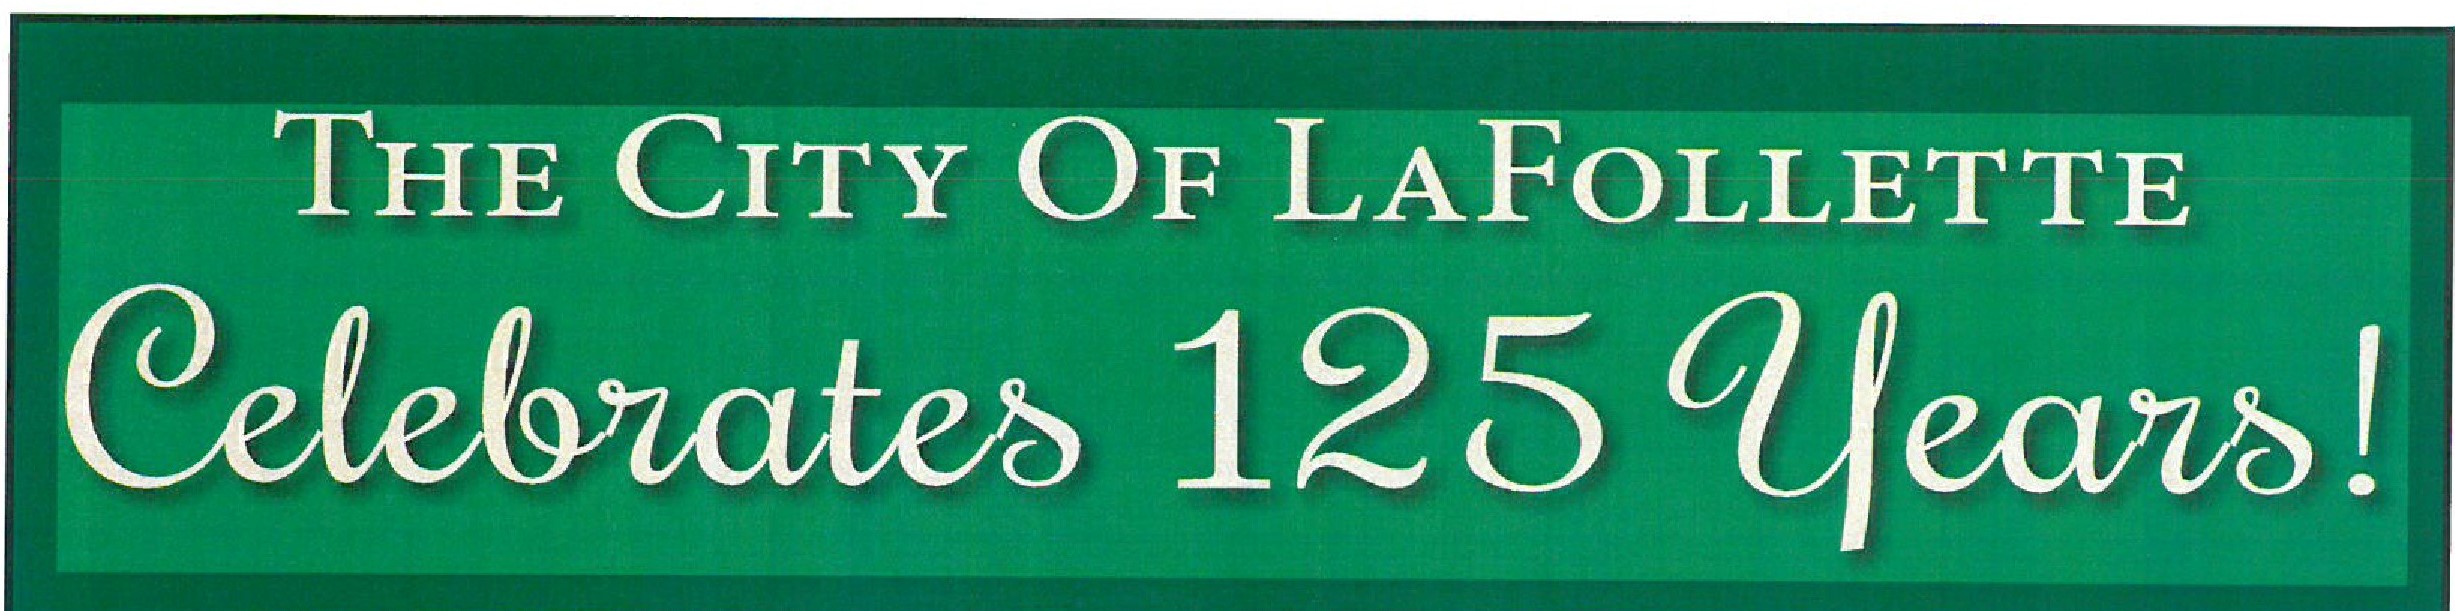 The City Of LaFollette
Celebrates 125 Years!